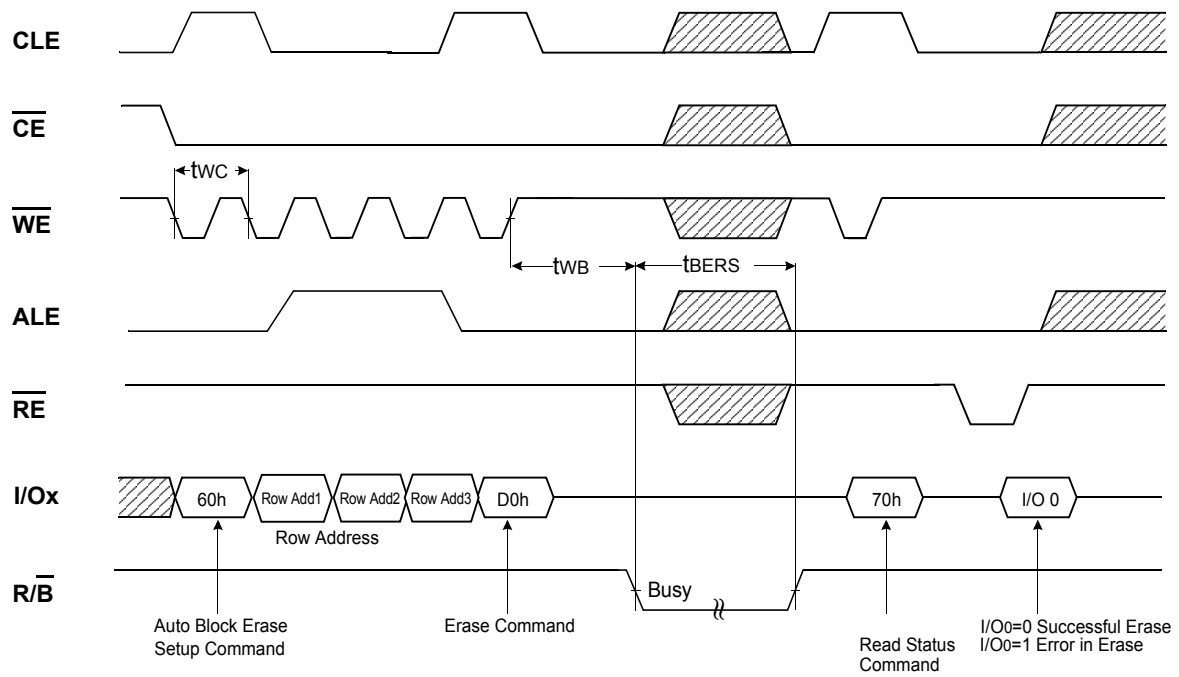 CLE
CE
tWC
WE
tWB
tBERS
ALE
RE
I/Ox
60h
Row Add1
Row Add2
Row Add3
D0h
70h
I/O 0
Row Address
R/B
Busy
Auto Block Erase
Setup Command
Erase Command
Read Status
Command
I/O0=0 Successful Erase
I/O0=1 Error in Erase